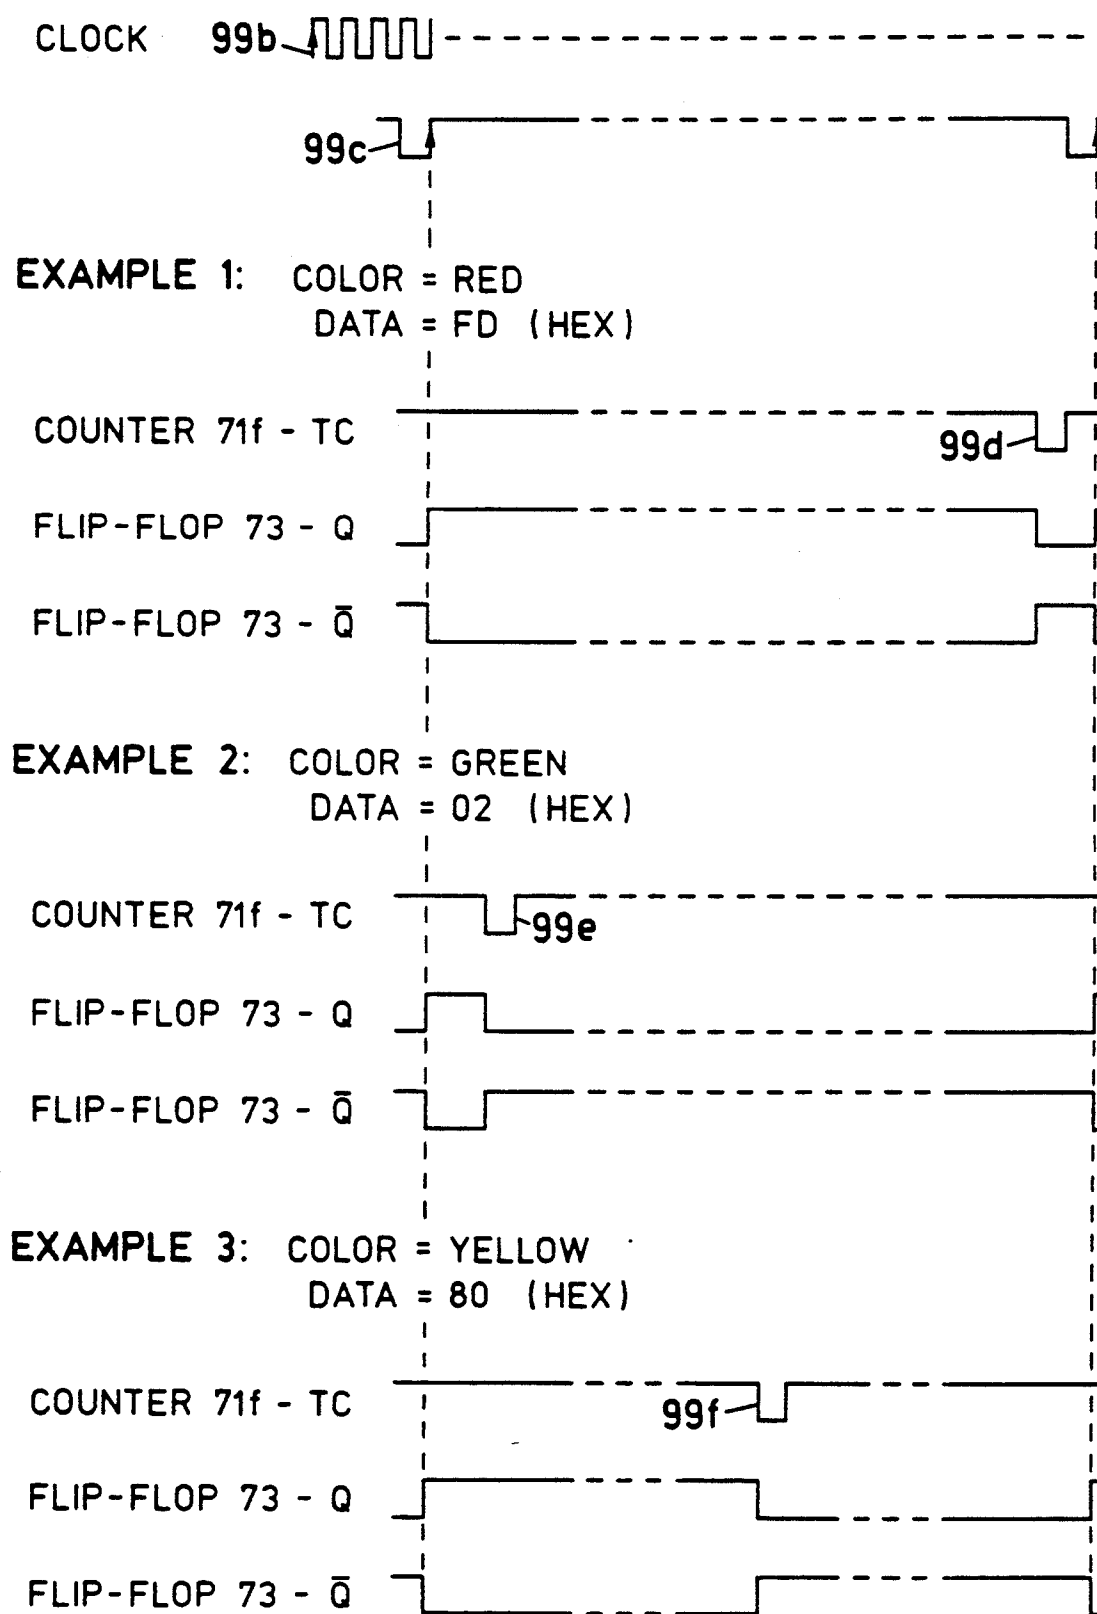 CLOCK 99b
99c
EXAMPLE 1: COLOR = RED
DATA = FD (HEX)
COUNTER 71f - TC 99d
FLIP-FLOP 73 - Q
FLIP-FLOP 73 - Q̄
EXAMPLE 2: COLOR = GREEN
DATA = 02 (HEX)
COUNTER 71f - TC 99e
FLIP-FLOP 73 - Q
FLIP-FLOP 73 - Q̄
EXAMPLE 3: COLOR = YELLOW
DATA = 80 (HEX)
COUNTER 71f - TC 99f
FLIP-FLOP 73 - Q
FLIP-FLOP 73 - Q̄